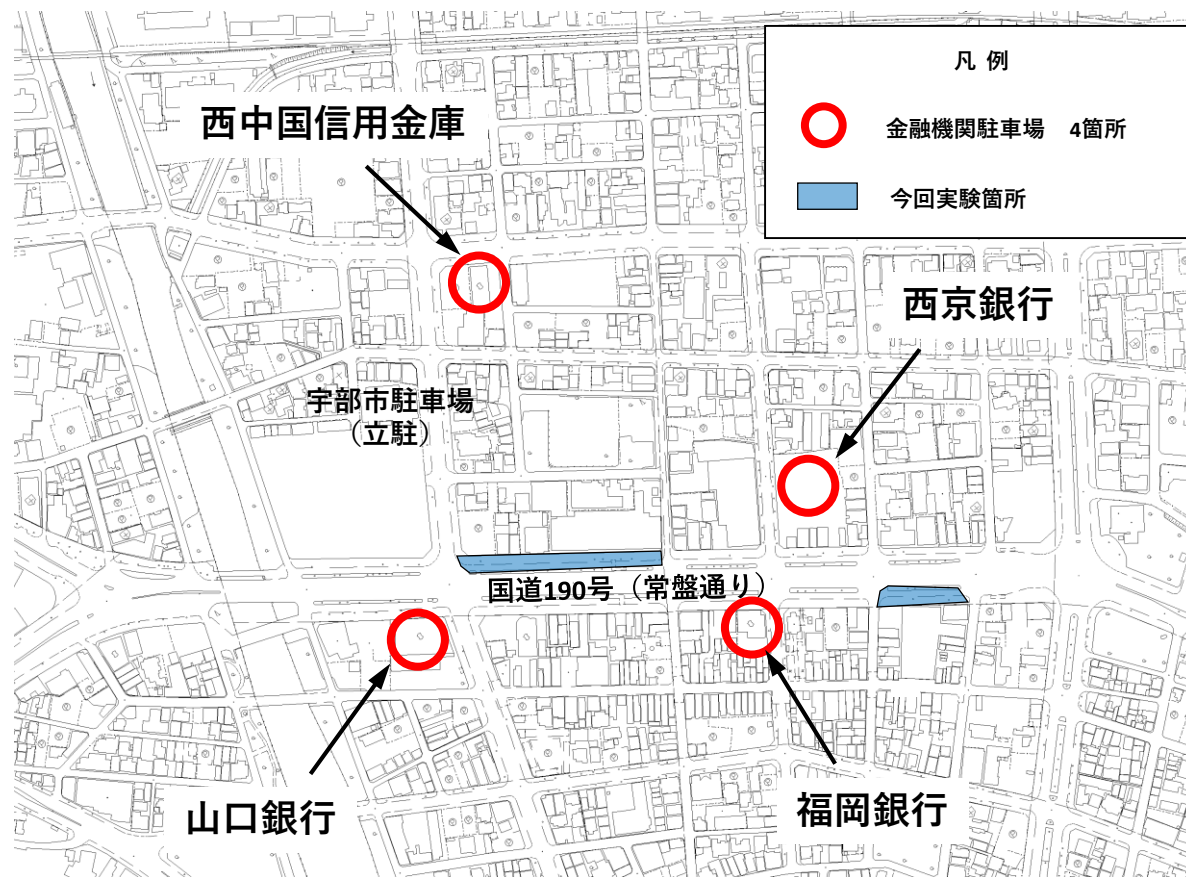 凡 例
金融機関駐車場　4箇所
今回実験箇所
西中国信用金庫
西京銀行
宇部市駐車場
（立駐）
国道190号（常盤通り）
山口銀行
福岡銀行